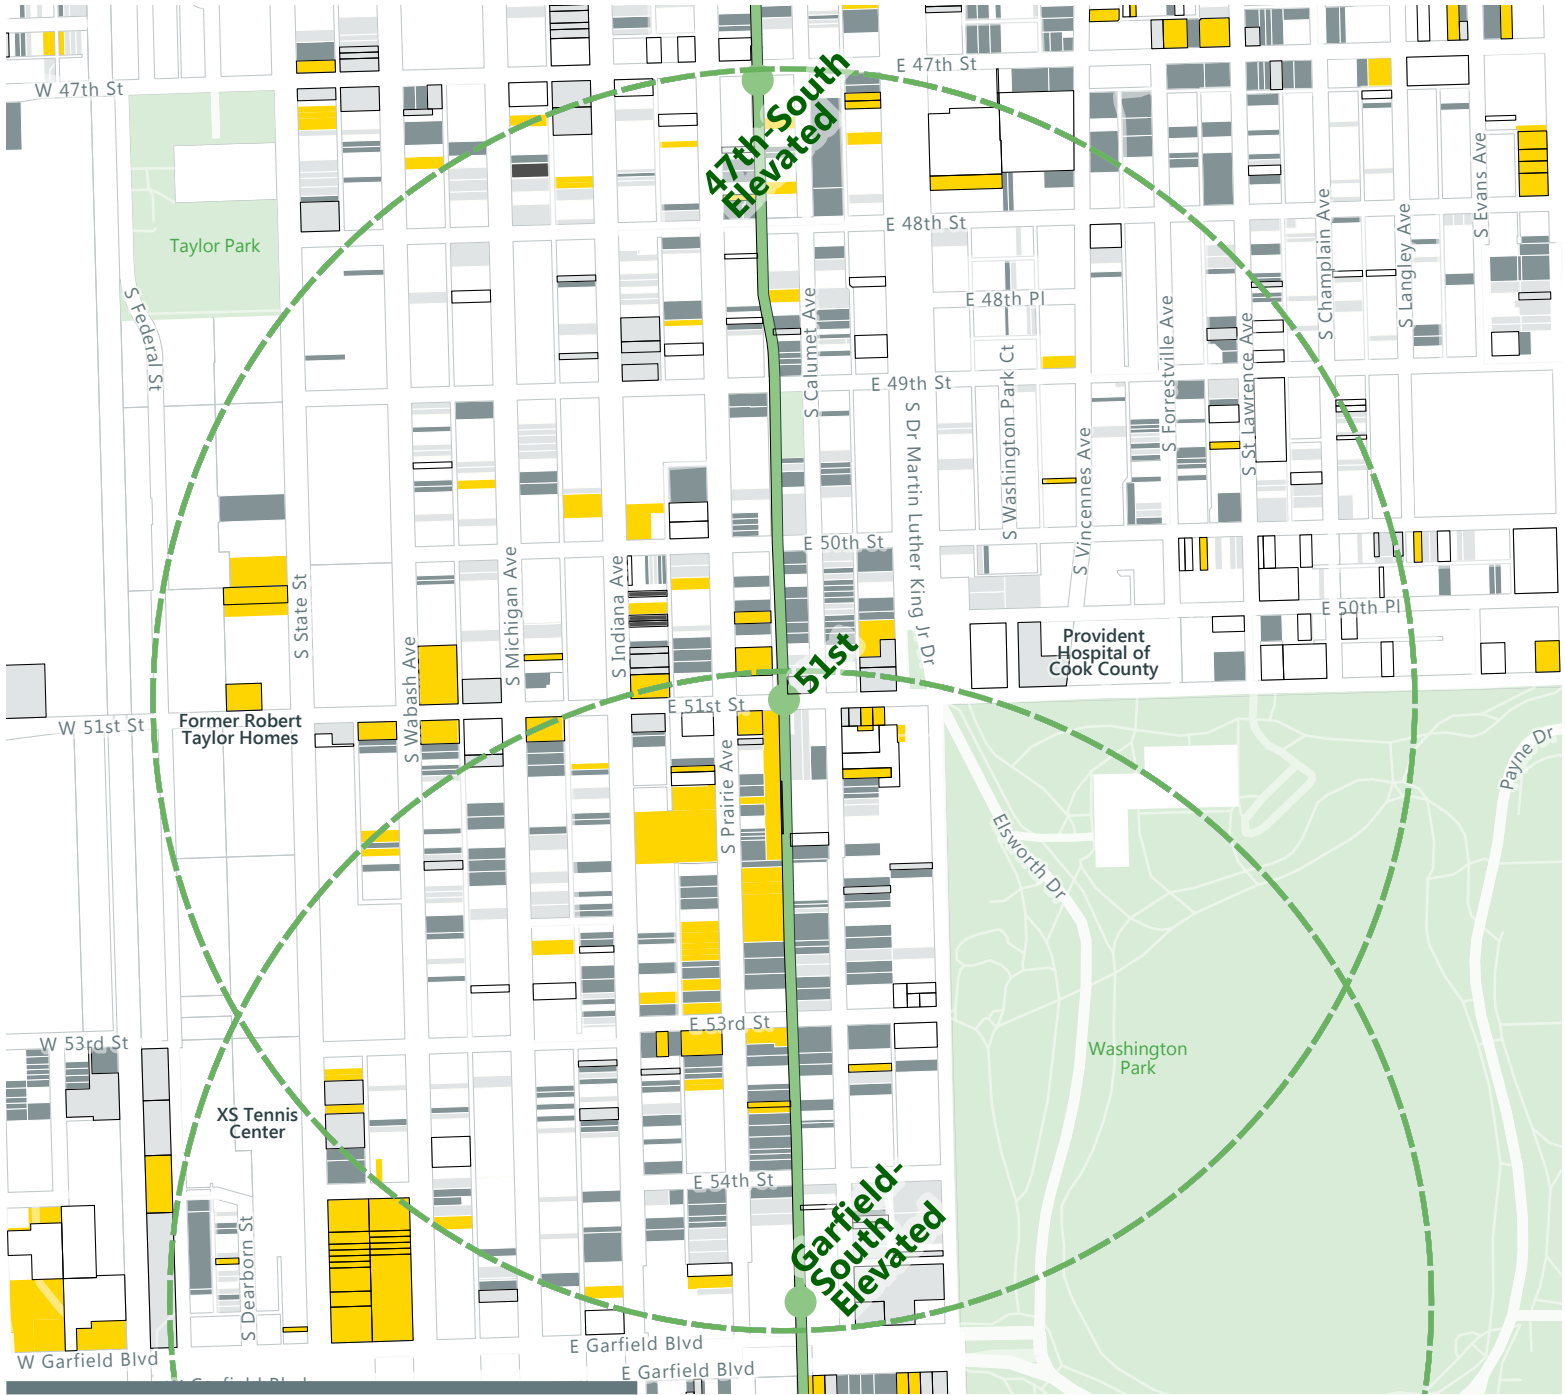 E 47th St
W 47th St
47th-South
Elevated
S Evans Ave
E 48th St
Taylor Park
S Champlain Ave
S Langley Ave
S Federal St
S Calumet Ave
E 48th Pl
S Forrestville Ave
S St Lawrence Ave
S Washington Park Ct
E 49th St
S Dr Martin Luther King Jr Dr
S Vincennes Ave
E 50th St
S State St
S Michigan Ave
S Indiana Ave
E 50th Pl
S Wabash Ave
51st
Provident
Hospital of
Cook County
E 51st St
W 51st St
Former Robert
Taylor Homes
S Prairie Ave
Payne Dr
Elsworth Dr
E 53rd St
W 53rd St
Washington
Park
XS Tennis
Center
E 54th St
S Dearborn St
Garfield-
South
Elevated
E Garfield Blvd
W Garfield Blvd
E Garfield Blvd